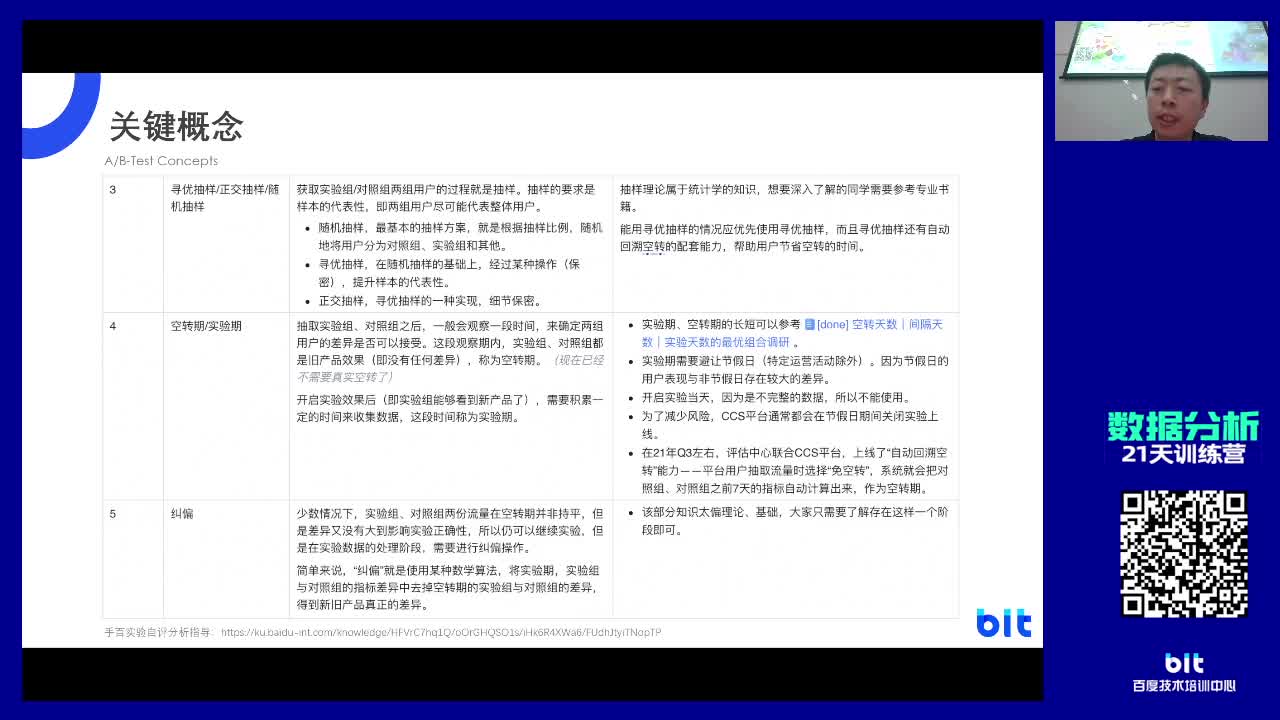 关键概念
A/B-Test Concepts
3
寻优抽样/正交抽样/随
机抽样
获取实验组/对照组两组用户的过程就是抽样。抽样的要求是
样本的代表性，即两组用户尽可能代表整体用户。
• 随机抽样，最基本的抽样方案，就是根据抽样比例，随机
地将用户分为对照组、实验组和其他。
• 寻优抽样，在随机抽样的基础上，经过某种操作（保
密），提升样本的代表性。
• 正交抽样，寻优抽样的一种实现，细节保密。
抽样理论属于统计学的知识，想要深入了解的同学需要参考专业书
籍。
能用寻优抽样的情况应优先使用寻优抽样，而且寻优抽样还有自动
回溯空转的配套能力，帮助用户节省空转的时间。
4
空转期/实验期
抽取实验组、对照组之后，一般会观察一段时间，来确定两组
用户的差异是否可以接受。这段观察期内，实验组、对照组都
是旧产品效果（即没有任何差异），称为空转期。（现在已经
不需要真实空转了）
开启实验效果后（即实验组能够看到新产品了），需要积累一
定的时间来收集数据，这段时间称为实验期。
• 实验期、空转期的长短可以参考 [done] 空转天数｜间隔天
数｜实验天数的最优组合调研 。
• 实验期需要避让节假日（特定运营活动除外）。因为节假日的
用户表现与非节假日存在较大的差异。
• 开启实验当天，因为是不完整的数据，所以不能使用。
• 为了减少风险，CCS平台通常都会在节假日期间关闭实验上
线。
• 在21年Q3左右，评估中心联合CCS平台，上线了“自动回溯空
转”能力——平台用户抽取流量时选择“免空转”，系统就会把对
照组、对照组之前7天的指标自动计算出来，作为空转期。
5
纠偏
少数情况下，实验组、对照组两份流量在空转期并非持平，但
是差异又没有大到影响实验正确性，所以仍可以继续实验，但
是在实验数据的处理阶段，需要进行纠偏操作。
简单来说，“纠偏”就是使用某种数学算法，将实验期，实验组
与对照组的指标差异中去掉空转期的实验组与对照组的差异，
得到新旧产品真正的差异。
• 该部分知识太偏理论、基础，大家只需要了解存在这样一个阶
段即可。
手百实验自评分析指导：
bit
数据分析
21天训练营
bit
百度技术培训中心